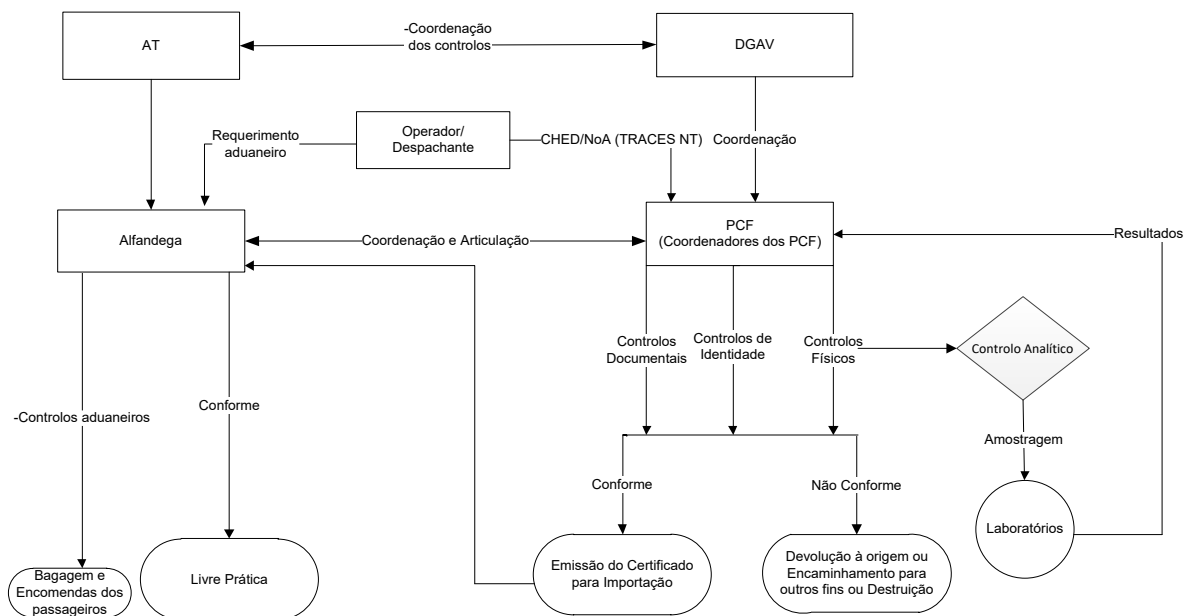 AT
-Coordenação
dos controlos
DGAV
Requerimento
aduaneiro
Operador/
Despachante
CHED/NoA (TRACES NT)
Coordenação
Alfandega
Coordenação e Articulação
PCF
(Coordenadores dos PCF)
Resultados
Controlos
Documentais
Controlos de
Identidade
Controlos
Físicos
Controlo Analítico
-Controlos aduaneiros
Conforme
Amostragem
Conforme
Não Conforme
Laboratórios
Bagagem e
Encomendas dos
passageiros
Livre Prática
Emissão do Certificado
para Importação
Devolução à origem ou
Encaminhamento para
outros fins ou Destruição